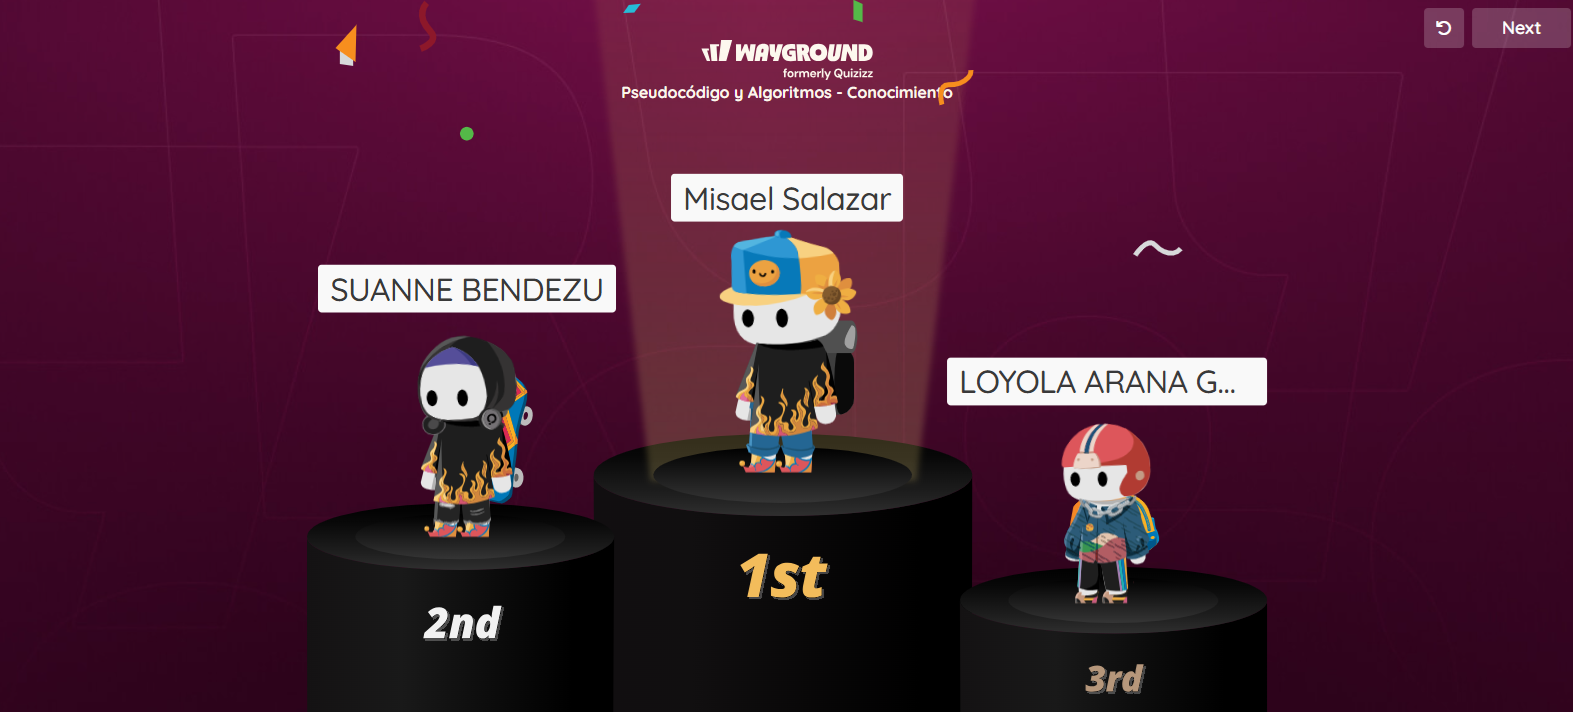 Next
WAYGROUND
formerly Quizizz
Pseudocódigo y Algoritmos - Conocimiento
Misael Salazar
SUANNE BENDEZU
LOYOLA ARANA G...
1st
2nd
3rd